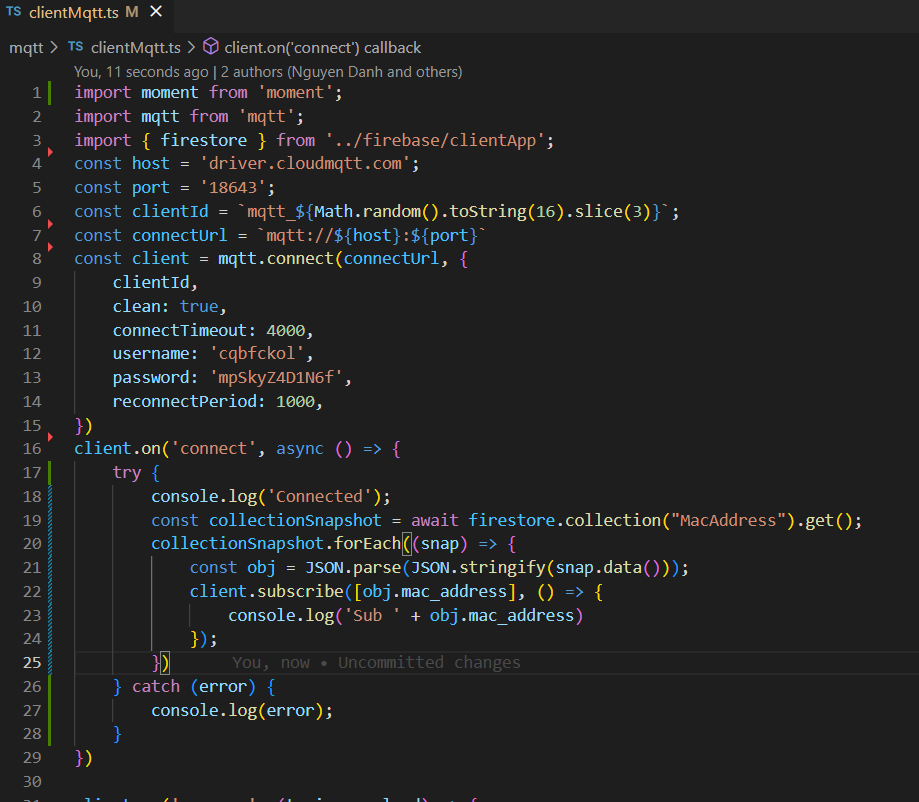 TS clientMqtt.ts M ×
mqtt > TS clientMqtt.ts > client.on('connect') callback
You, 11 seconds ago | 2 authors (Nguyen Danh and others)
1 import moment from 'moment';
2 import mqtt from 'mqtt';
3 import { firestore } from '../firebase/clientApp';
4 const host = 'driver.cloudmqtt.com';
5 const port = '18643';
6 const clientId = `mqtt_${Math.random().toString(16).slice(3)}`;
7 const connectUrl = `mqtt://${host}:${port}`
8 const client = mqtt.connect(connectUrl, {
9     clientId,
10     clean: true,
11     connectTimeout: 4000,
12     username: 'cqbfckol',
13     password: 'mpSkyZ4D1N6f',
14     reconnectPeriod: 1000,
15 })
16 client.on('connect', async () => {
17     try {
18         console.log('Connected');
19         const collectionSnapshot = await firestore.collection("MacAddress").get();
20         collectionSnapshot.forEach((snap) => {
21             const obj = JSON.parse(JSON.stringify(snap.data()));
22             client.subscribe([obj.mac_address], () => {
23                 console.log('Sub ' + obj.mac_address)
24             });
25         }) You, now • Uncommitted changes
26     } catch (error) {
27         console.log(error);
28     }
29 })
30